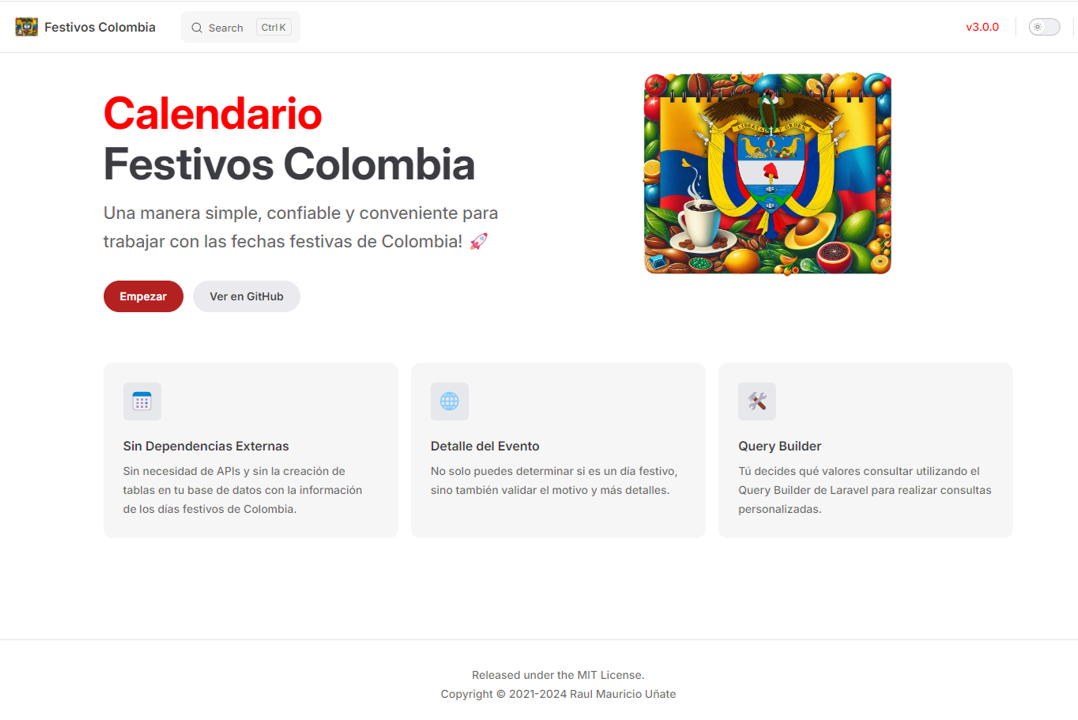 Festivos Colombia
Search
Ctrl K
v3.0.0
Calendario
Festivos Colombia
Una manera simple, confiable y conveniente para
trabajar con las fechas festivas de Colombia! 🚀
LIBERTAD Y ORDEN
Empezar
Ver en GitHub
Sin Dependencias Externas
Sin necesidad de APIs y sin la creación de
tablas en tu base de datos con la información
de los días festivos de Colombia.
Detalle del Evento
No solo puedes determinar si es un día festivo,
sino también validar el motivo y más detalles.
Query Builder
Tú decides qué valores consultar utilizando el
Query Builder de Laravel para realizar consultas
personalizadas.
Released under the MIT License.
Copyright © 2021-2024 Raul Mauricio Uñate